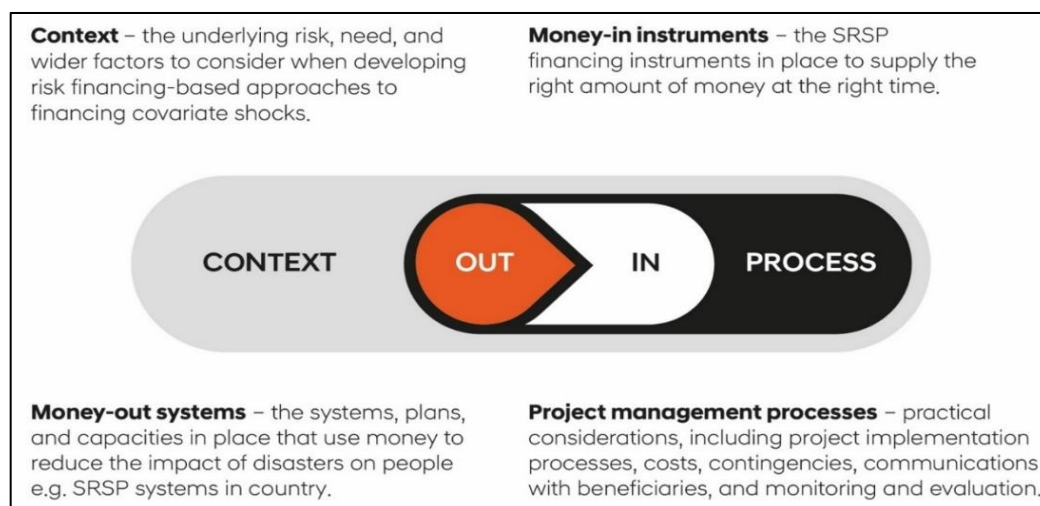 Context – the underlying risk, need, and
wider factors to consider when developing
risk financing-based approaches to
financing covariate shocks.
Money-in instruments – the SRSP
financing instruments in place to supply the
right amount of money at the right time.
CONTEXT
OUT
IN
PROCESS
Money-out systems – the systems, plans,
and capacities in place that use money to
reduce the impact of disasters on people
e.g. SRSP systems in country.
Project management processes – practical
considerations, including project implementation
processes, costs, contingencies, communications
with beneficiaries, and monitoring and evaluation.